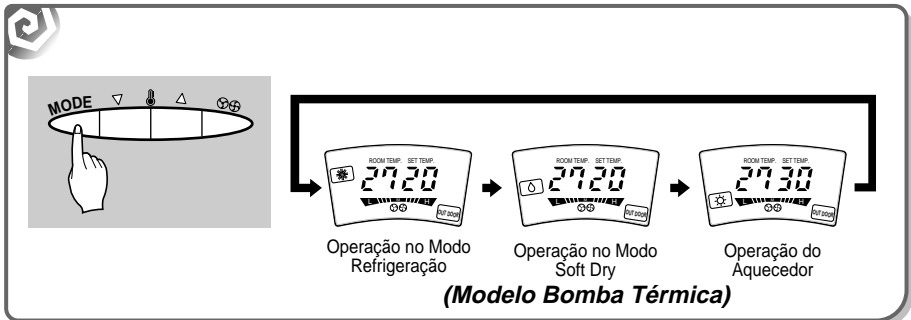 MODE
ROOM TEMP. SET TEMP.
27 20
L M H
OUT DOOR
Operação no Modo
Refrigeração
ROOM TEMP. SET TEMP.
27 20
L M H
OUT DOOR
Operação no Modo
Soft Dry
ROOM TEMP. SET TEMP.
27 30
L M H
OUT DOOR
Operação do
Aquecedor
(Modelo Bomba Térmica)